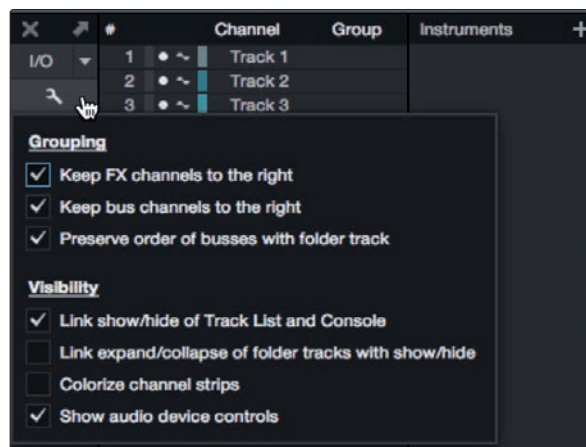 # Channel Group Instruments +
I/O
1 Track 1
2 Track 2
3 Track 3
Grouping
Keep FX channels to the right
Keep bus channels to the right
Preserve order of busses with folder track
Visibility
Link show/hide of Track List and Console
Link expand/collapse of folder tracks with show/hide
Colorize channel strips
Show audio device controls